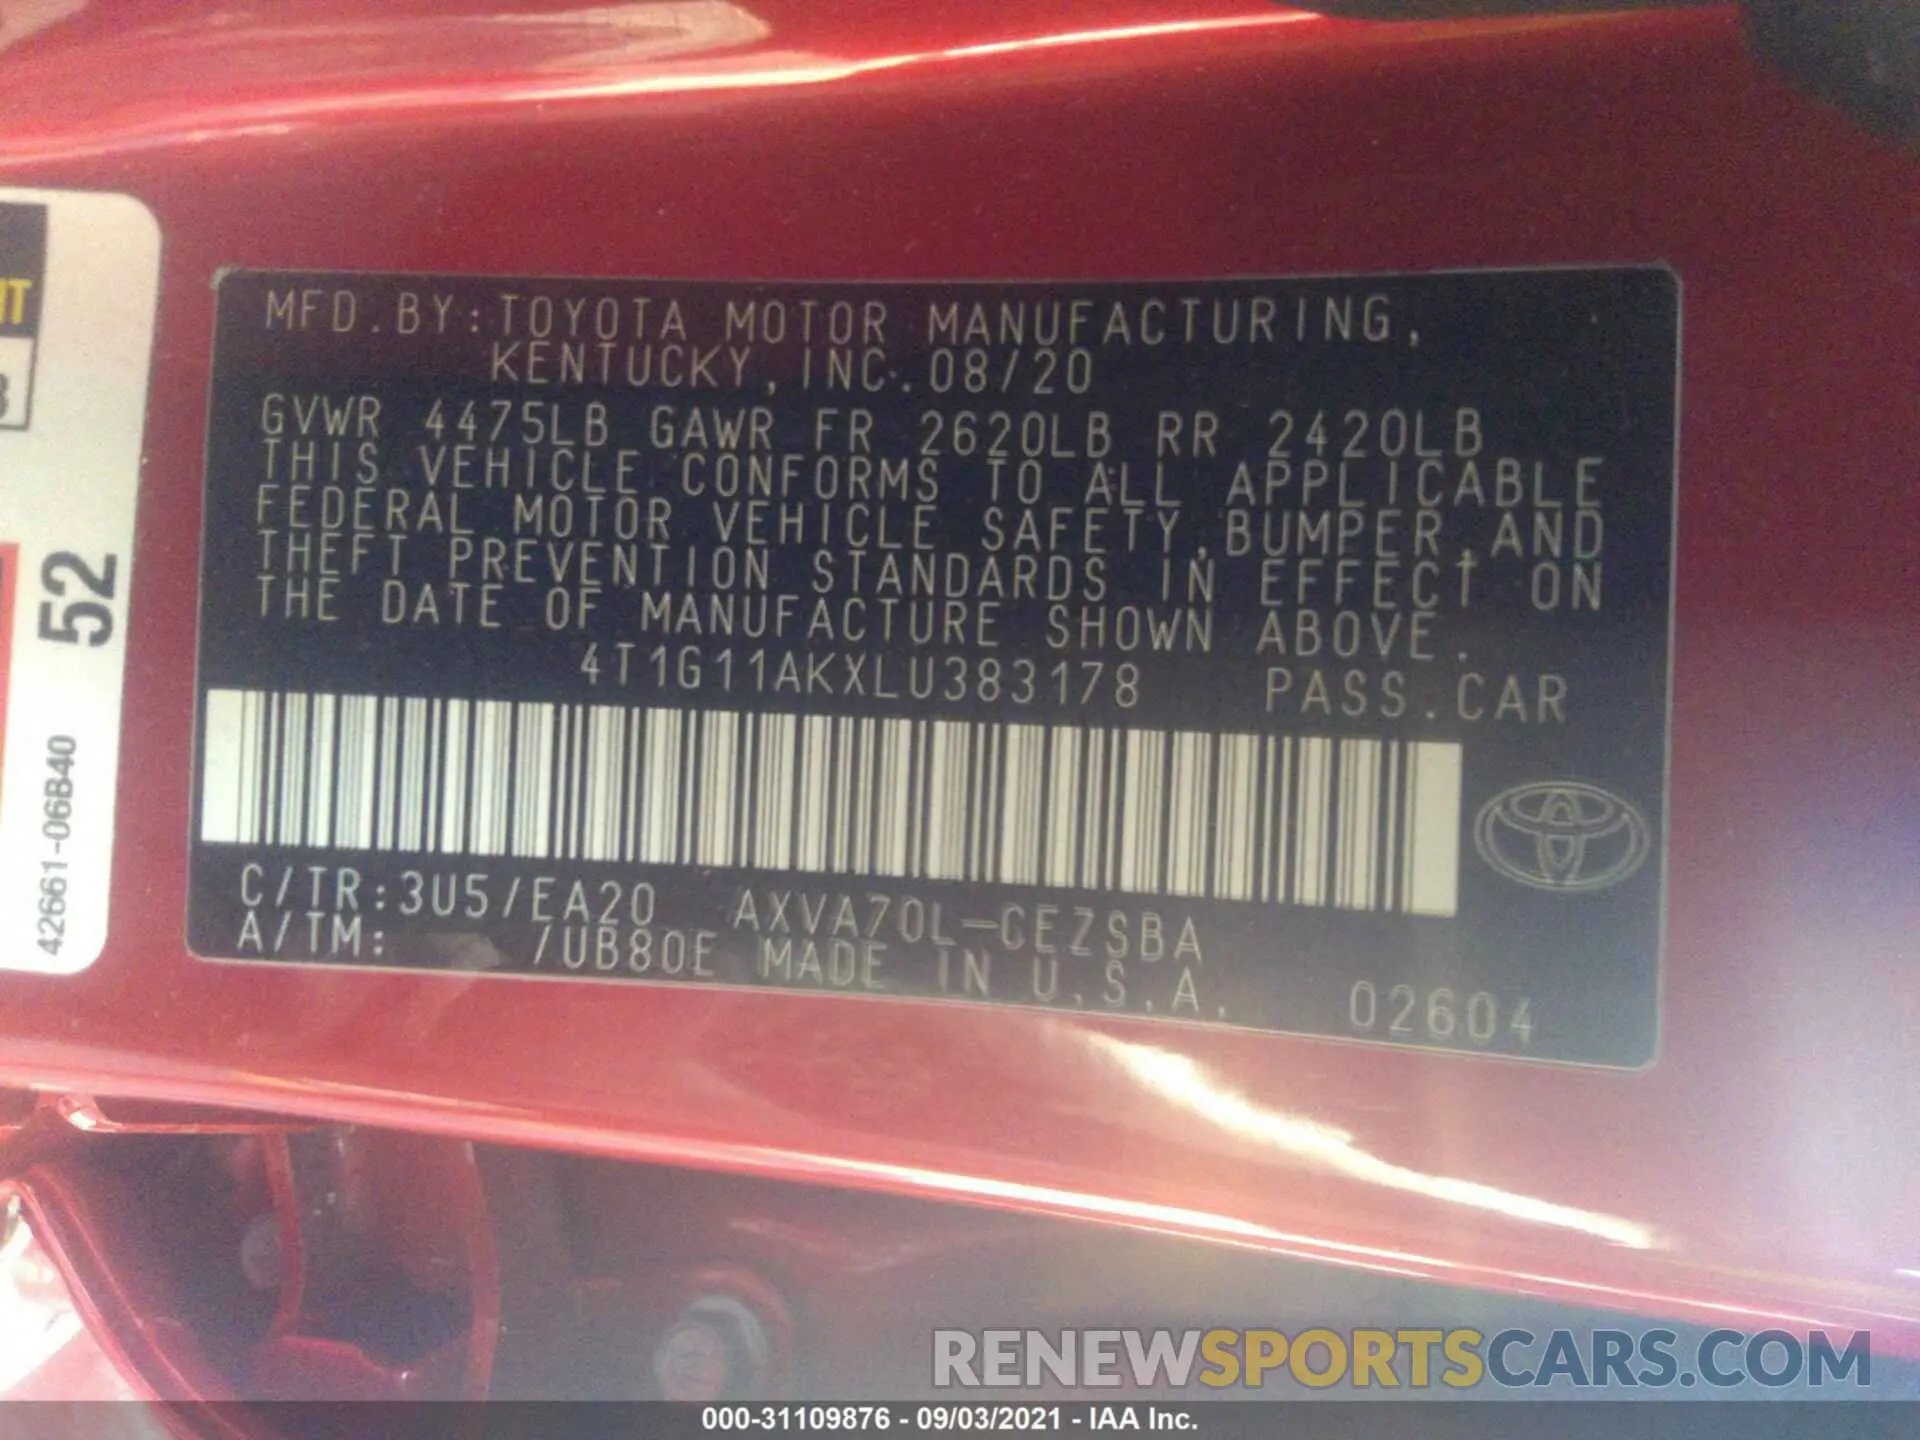 MFD.BY:TOYOTA MOTOR MANUFACTURING,
KENTUCKY, INC. 08/20
GVWR 4475LB GAWR FR 2620LB RR 2420LB
THIS VEHICLE CONFORMS TO ALL APPLICABLE
FEDERAL MOTOR VEHICLE SAFETY,BUMPER,AND
THEFT PREVENTION STANDARDS IN EFFECT ON
THE DATE OF MANUFACTURE SHOWN ABOVE.
4T1G11AKXLU383178 PASS.CAR
C/TR:3U5/EA20 AXVA70L-CEZSBA
A/TM: /UB80E MADE IN U.S.A.
02604
52
42661-06B40
RENEWSPORTSCARS.COM
000-31109876 - 09/03/2021 - IAA Inc.